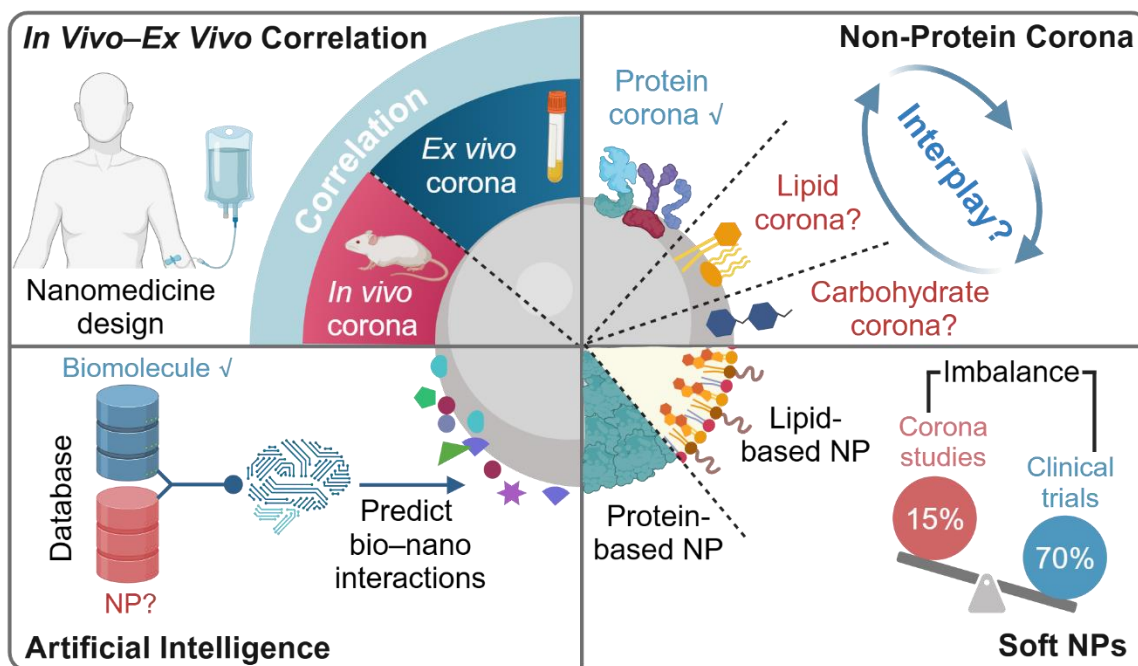 In Vivo–Ex Vivo Correlation
Nanomedicine
design
Correlation
Ex vivo
corona
In vivo
corona
Non-Protein Corona
Protein
corona √
Lipid
corona?
Carbohydrate
corona?
Interplay?
Biomolecule √
Database
NP?
Predict
bio–nano
interactions
Artificial Intelligence
Lipid-
based NP
Protein-
based NP
Imbalance
Corona
studies
15%
Clinical
trials
70%
Soft NPs